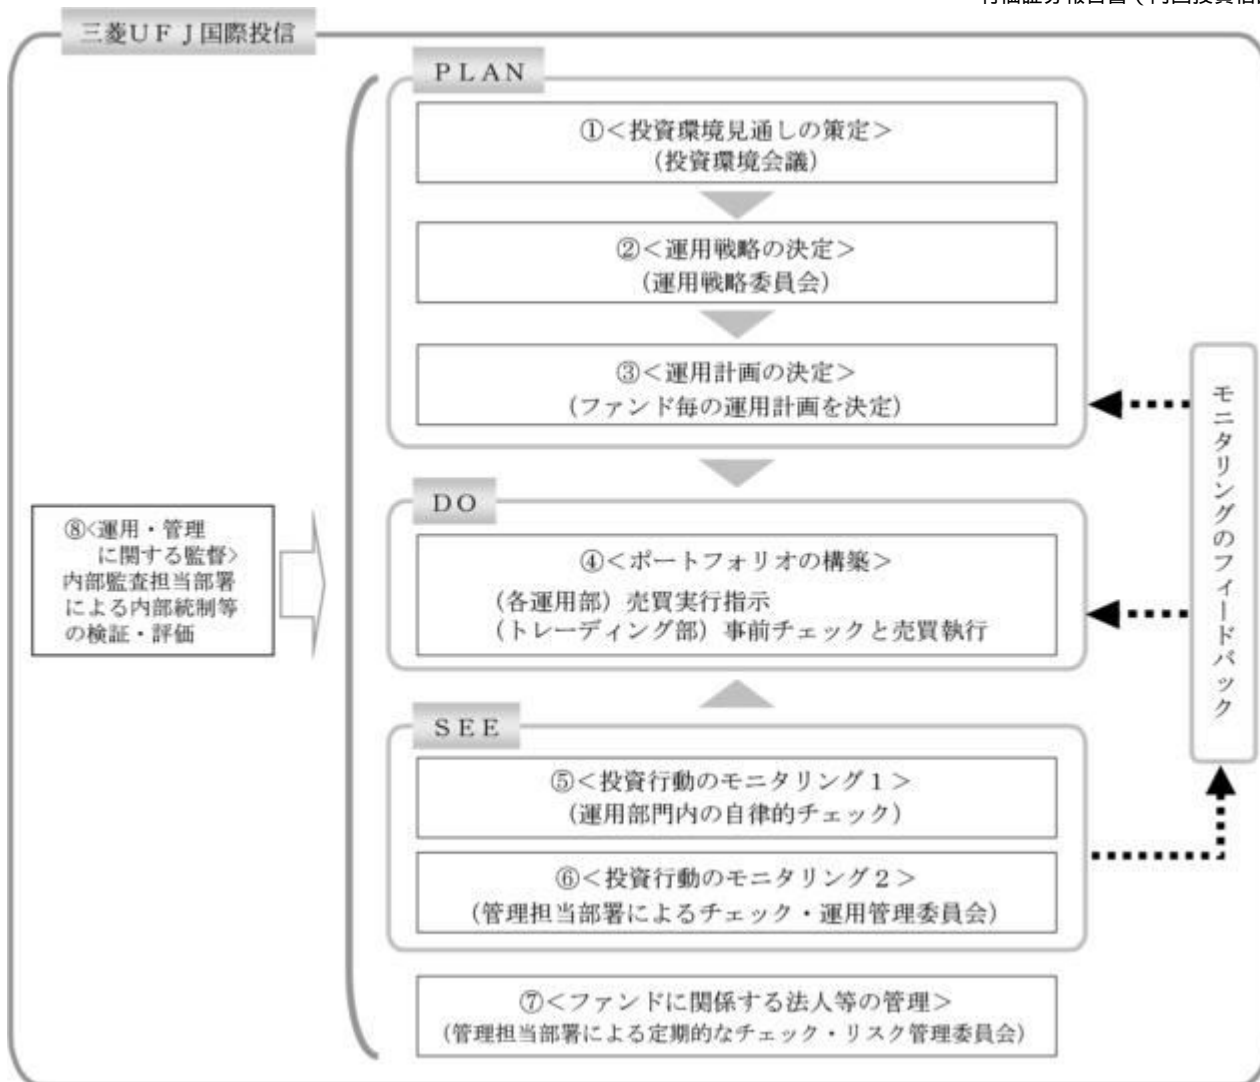 三菱ＵＦＪ国際投信
ＰＬＡＮ
①＜投資環境見通しの策定＞
（投資環境会議）
②＜運用戦略の決定＞
（運用戦略委員会）
③＜運用計画の決定＞
（ファンド毎の運用計画を決定）
ＤＯ
④＜ポートフォリオの構築＞
（各運用部）売買実行指示
（トレーディング部）事前チェックと売買執行
ＳＥＥ
⑤＜投資行動のモニタリング１＞
（運用部門内の自律的チェック）
⑥＜投資行動のモニタリング２＞
（管理担当部署によるチェック・運用管理委員会）
⑦＜ファンドに関係する法人等の管理＞
（管理担当部署による定期的なチェック・リスク管理委員会）
⑧＜運用・管理
に関する監督＞
内部監査担当部署
による内部統制等
の検証・評価
モニタリングのフィードバック